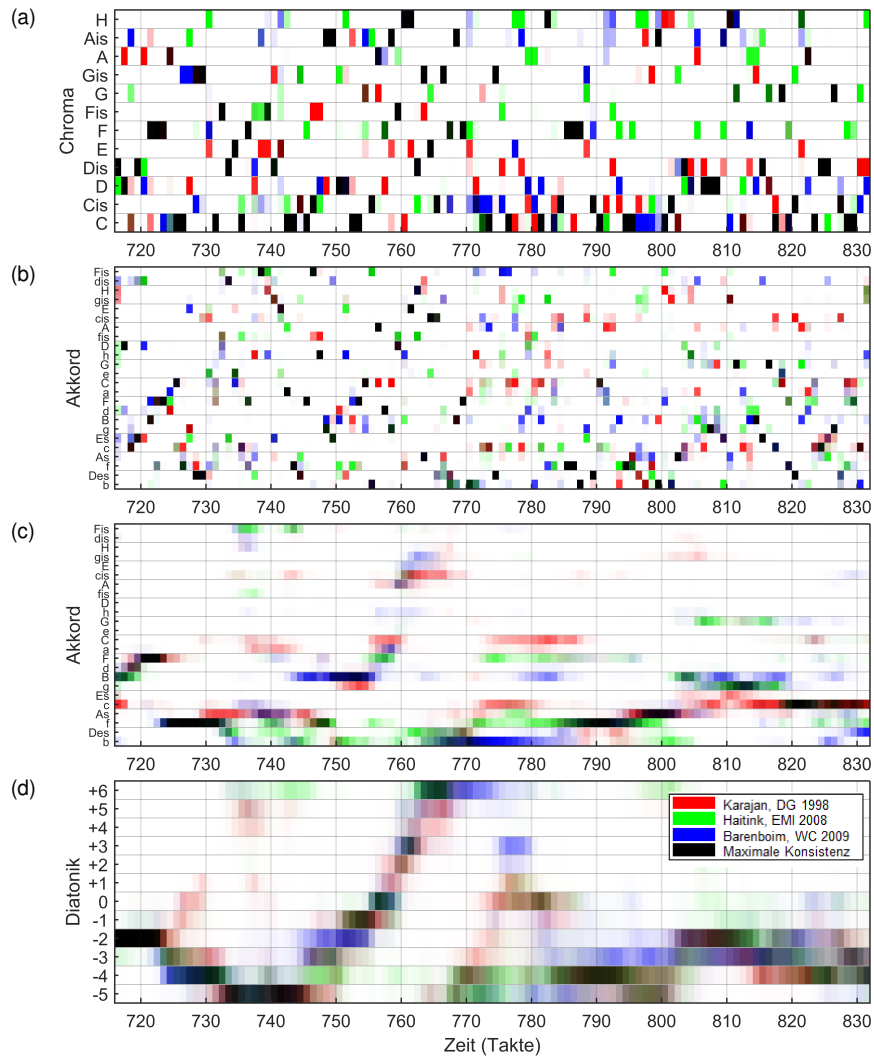 (a)
Chroma
H
Ais
A
Gis
G
Fis
F
E
Dis
D
Cis
C
720 730 740 750 760 770 780 790 800 810 820 830
(b)
Akkord
Fis
dis
H
gis
E
cis
A
fis
D
h
G
e
C
a
F
d
B
g
Es
c
As
f
Des
b
720 730 740 750 760 770 780 790 800 810 820 830
(c)
Akkord
Fis
dis
H
gis
E
cis
A
fis
D
h
G
e
C
a
F
d
B
g
Es
c
As
f
Des
b
720 730 740 750 760 770 780 790 800 810 820 830
(d)
Diatonik
+6
+5
+4
+3
+2
+1
0
-1
-2
-3
-4
-5
Karajan, DG 1998
Haitink, EMI 2008
Barenboim, WC 2009
Maximale Konsistenz
720 730 740 750 760 770 780 790 800 810 820 830
Zeit (Takte)